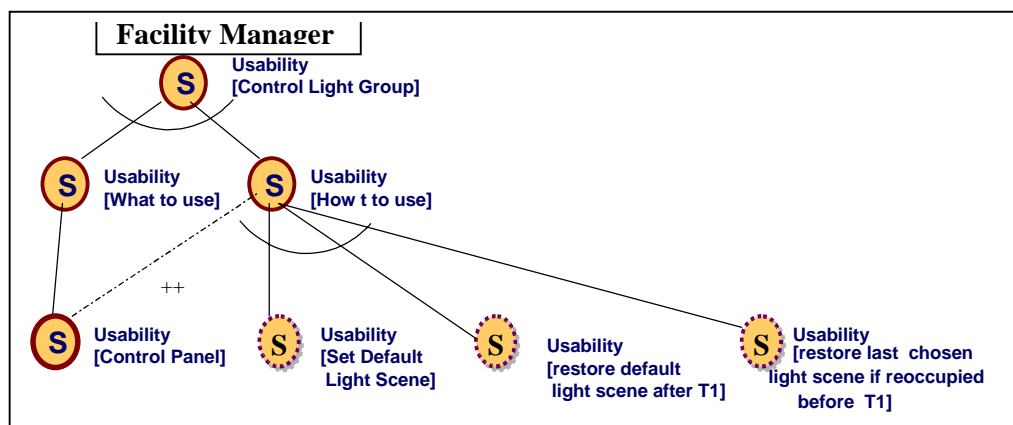 Facility Manager
S
Usability
[Control Light Group]
S
Usability
[What to use]
S
Usability
[How t to use]
++
S
Usability
[Control Panel]
S
Usability
[Set Default
Light Scene]
S
Usability
[restore default
light scene after T1]
S
Usability
[restore last chosen
light scene if reoccupied
before T1]